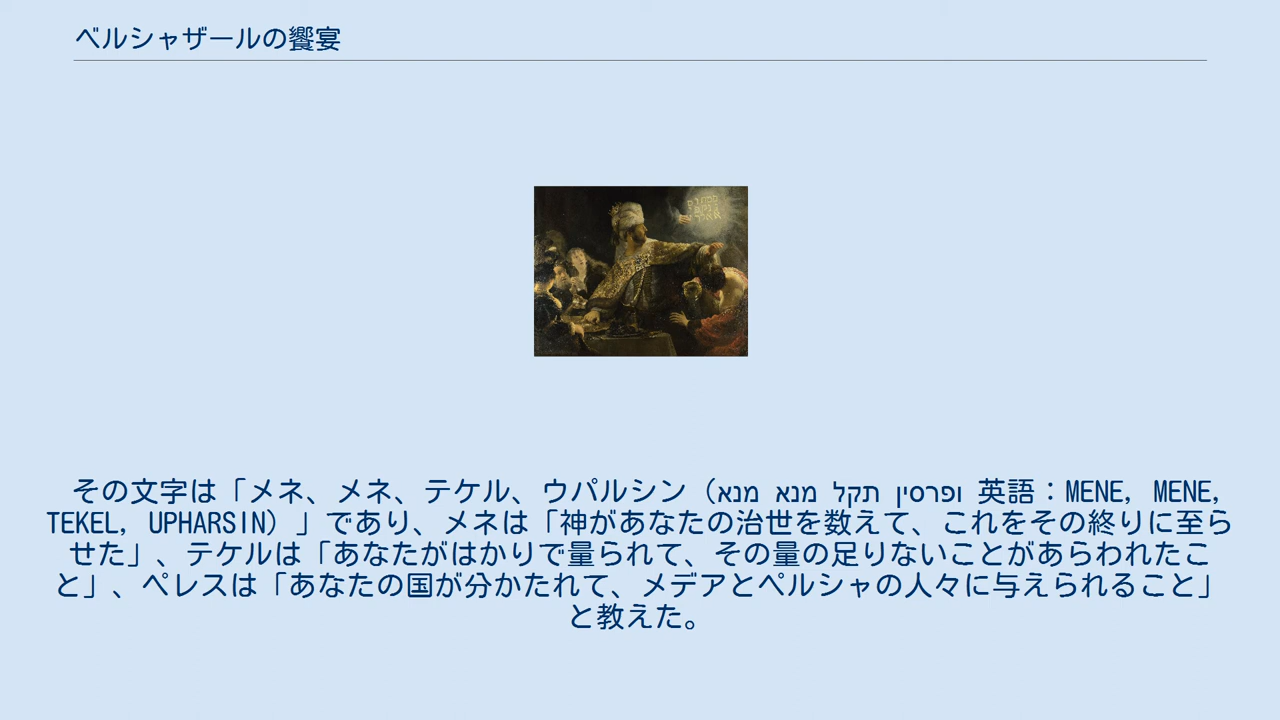 ベルシャザールの饗宴
その文字は「メネ、メネ、テケル、ウパルシン（מנא מנא תקל ופרסין 英語：MENE, MENE,
TEKEL, UPHARSIN）」であり、メネは「神があなたの治世を数えて、これをその終りに至ら
せた」、テケルは「あなたがはかりで量られて、その量の足りないことがあらわれたこ
と」、ペレスは「あなたの国が分かたれて、メデアとペルシャの人々に与えられること」
と教えた。